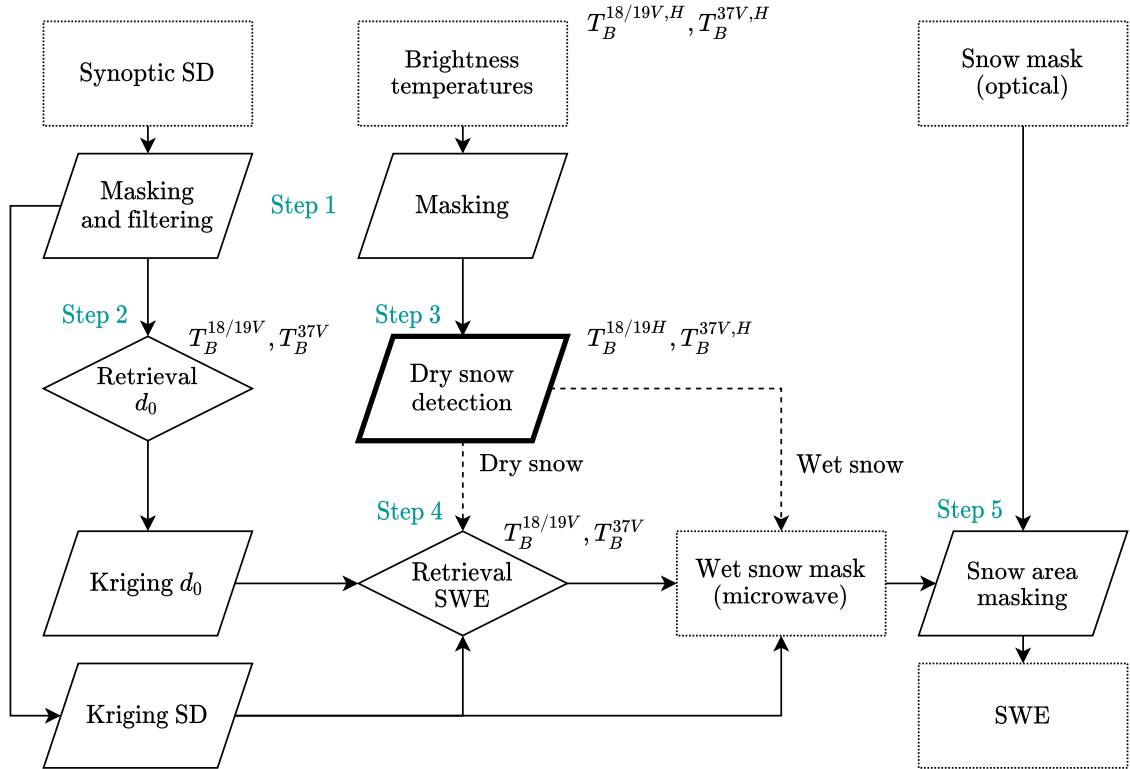 T_B^{18/19V,H}, T_B^{37V,H}
Synoptic SD
Brightness
temperatures
Snow mask
(optical)
Masking
and filtering
Step 1
Masking
Step 2
Step 3
T_B^{18/19V}, T_B^{37V}
T_B^{18/19H}, T_B^{37V,H}
Retrieval
d_0
Dry snow
detection
Dry snow
Wet snow
Step 4
Step 5
T_B^{18/19V}, T_B^{37V}
Kriging d_0
Retrieval
SWE
Wet snow mask
(microwave)
Snow area
masking
Kriging SD
SWE